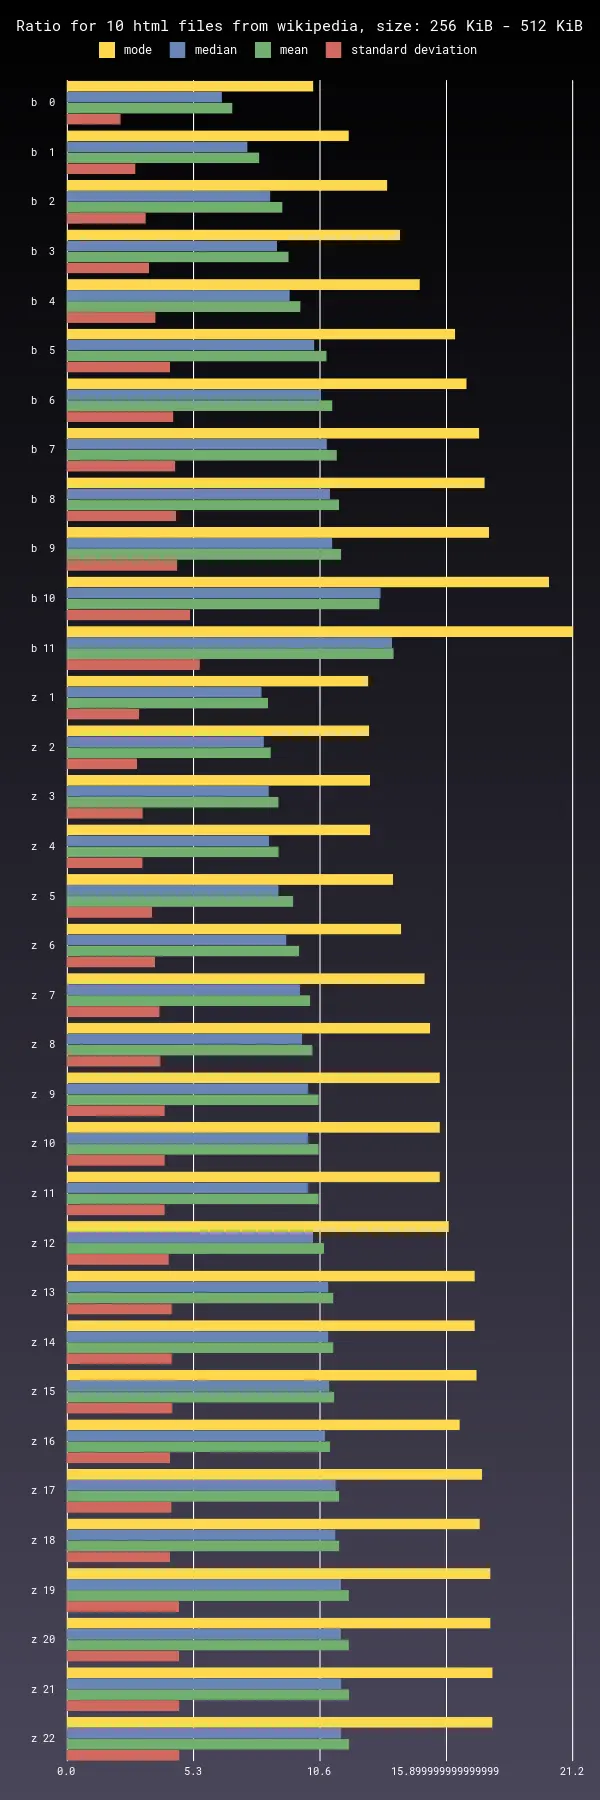 Ratio for 10 html files from wikipedia, size: 256 KiB - 512 KiB
mode median mean standard deviation
b 0
b 1
b 2
b 3
b 4
b 5
b 6
b 7
b 8
b 9
b 10
b 11
z 1
z 2
z 3
z 4
z 5
z 6
z 7
z 8
z 9
z 10
z 11
z 12
z 13
z 14
z 15
z 16
z 17
z 18
z 19
z 20
z 21
z 22
0.0 5.3 10.6 15.899999999999999 21.2